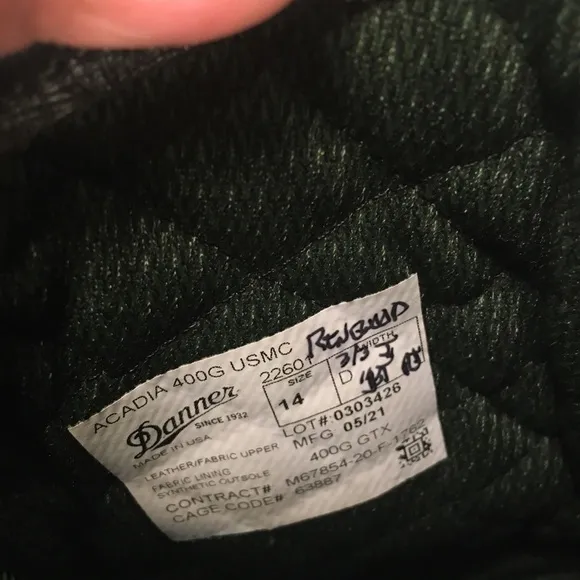 ACADIA 400G USMC
22601
Danner
SINCE 1932
SIZE
WIDTH
14
D
MADE IN USA
LOT#: 0303426
MFG 05/21
LEATHER/FABRIC UPPER
FABRIC LINING
400G GTX
SYNTHETIC OUTSOLE
CONTRACT# M67854-20-F-1265
CAGE CODE# 63887